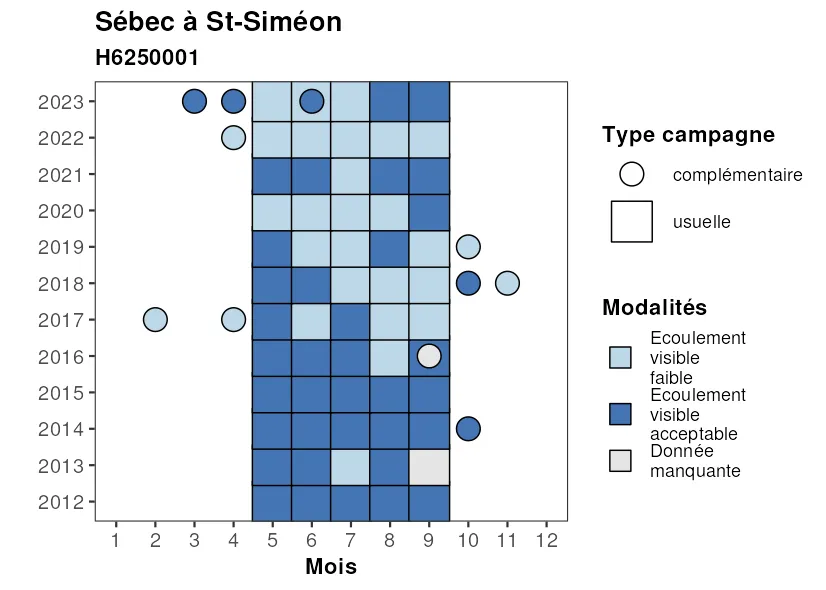 Sébec à St-Siméon
H6250001
2023
2022
2021
2020
2019
2018
2017
2016
2015
2014
2013
2012
1 2 3 4 5 6 7 8 9 10 11 12
Mois
Type campagne
complémentaire
usuelle
Modalités
Ecoulement
visible
faible
Ecoulement
visible
acceptable
Donnée
manquante